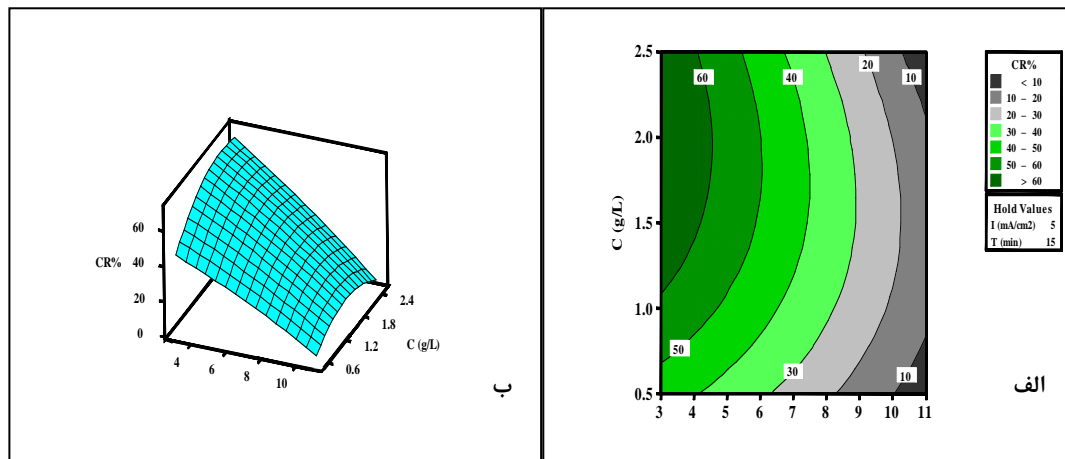 60
40
CR%
20
0
4
6
8
10
0.6
1.2
1.8
2.4
C (g/L)
ب
2.5
2.0
1.5
1.0
0.5
C (g/L)
3 4 5 6 7 8 9 10 11
60
40
20
10
50
30
10
CR%
< 10
10 – 20
20 – 30
30 – 40
40 – 50
50 – 60
> 60
Hold Values
I (mA/cm2) 5
T (min) 15
الف